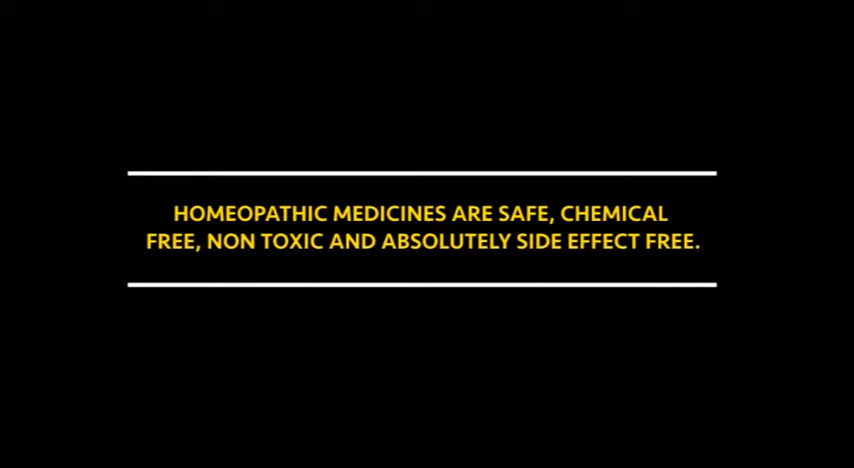 HOMEOPATHIC MEDICINES ARE SAFE, CHEMICAL
FREE, NON TOXIC AND ABSOLUTELY SIDE EFFECT FREE.